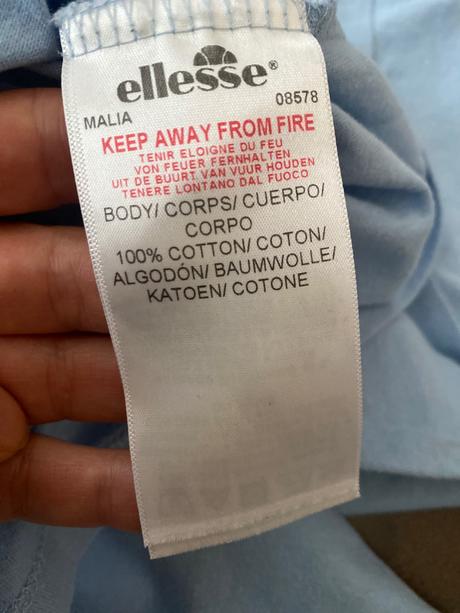 ellesse®
MALIA 08578
KEEP AWAY FROM FIRE
TENIR ELOIGNE DU FEU
VON FEUER FERNHALTEN
UIT DE BUURT VAN VUUR HOUDEN
TENERE LONTANO DAL FUOCO
BODY/ CORPS/ CUERPO/
CORPO
100% COTTON/ COTON/
ALGODÓN/ BAUMWOLLE/
KATOEN/ COTONE